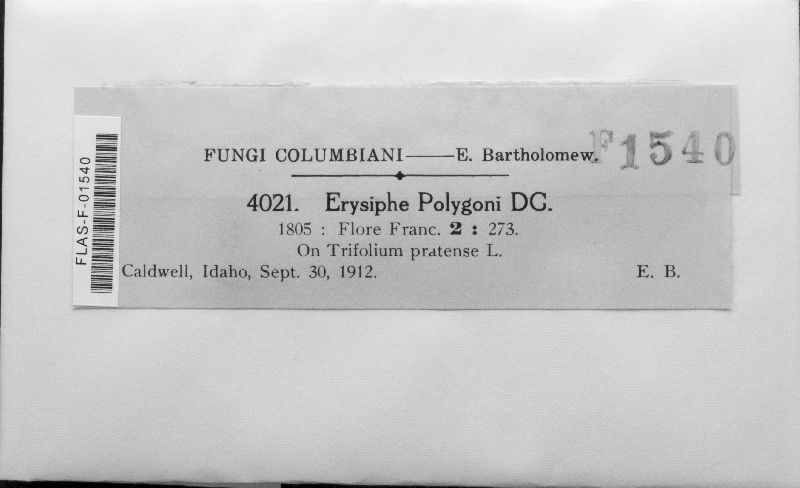 FUNGI COLUMBIANI——E. Bartholomew.
F1540
4021. Erysiphe Polygoni DC.
1805 : Flore Franc. 2 : 273.
On Trifolium pratense L.
Caldwell, Idaho, Sept. 30, 1912. E. B.
FLAS-F-01540